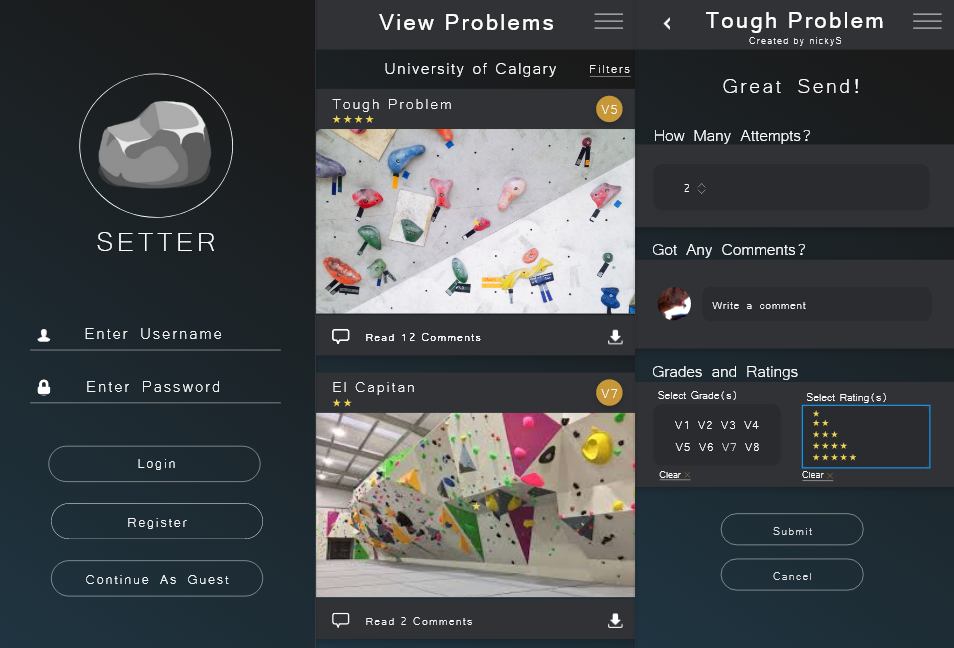 SETTER
Enter Username
Enter Password
Login
Register
Continue As Guest
View Problems
University of Calgary
Filters
Tough Problem
V5
Read 12 Comments
El Capitan
V7
Read 2 Comments
Tough Problem
Created by nickyS
Great Send!
How Many Attempts?
2
Got Any Comments?
Write a comment
Grades and Ratings
Select Grade(s)
V1 V2 V3 V4
V5 V6 V7 V8
Clear ×
Select Rating(s)
Clear ×
Submit
Cancel